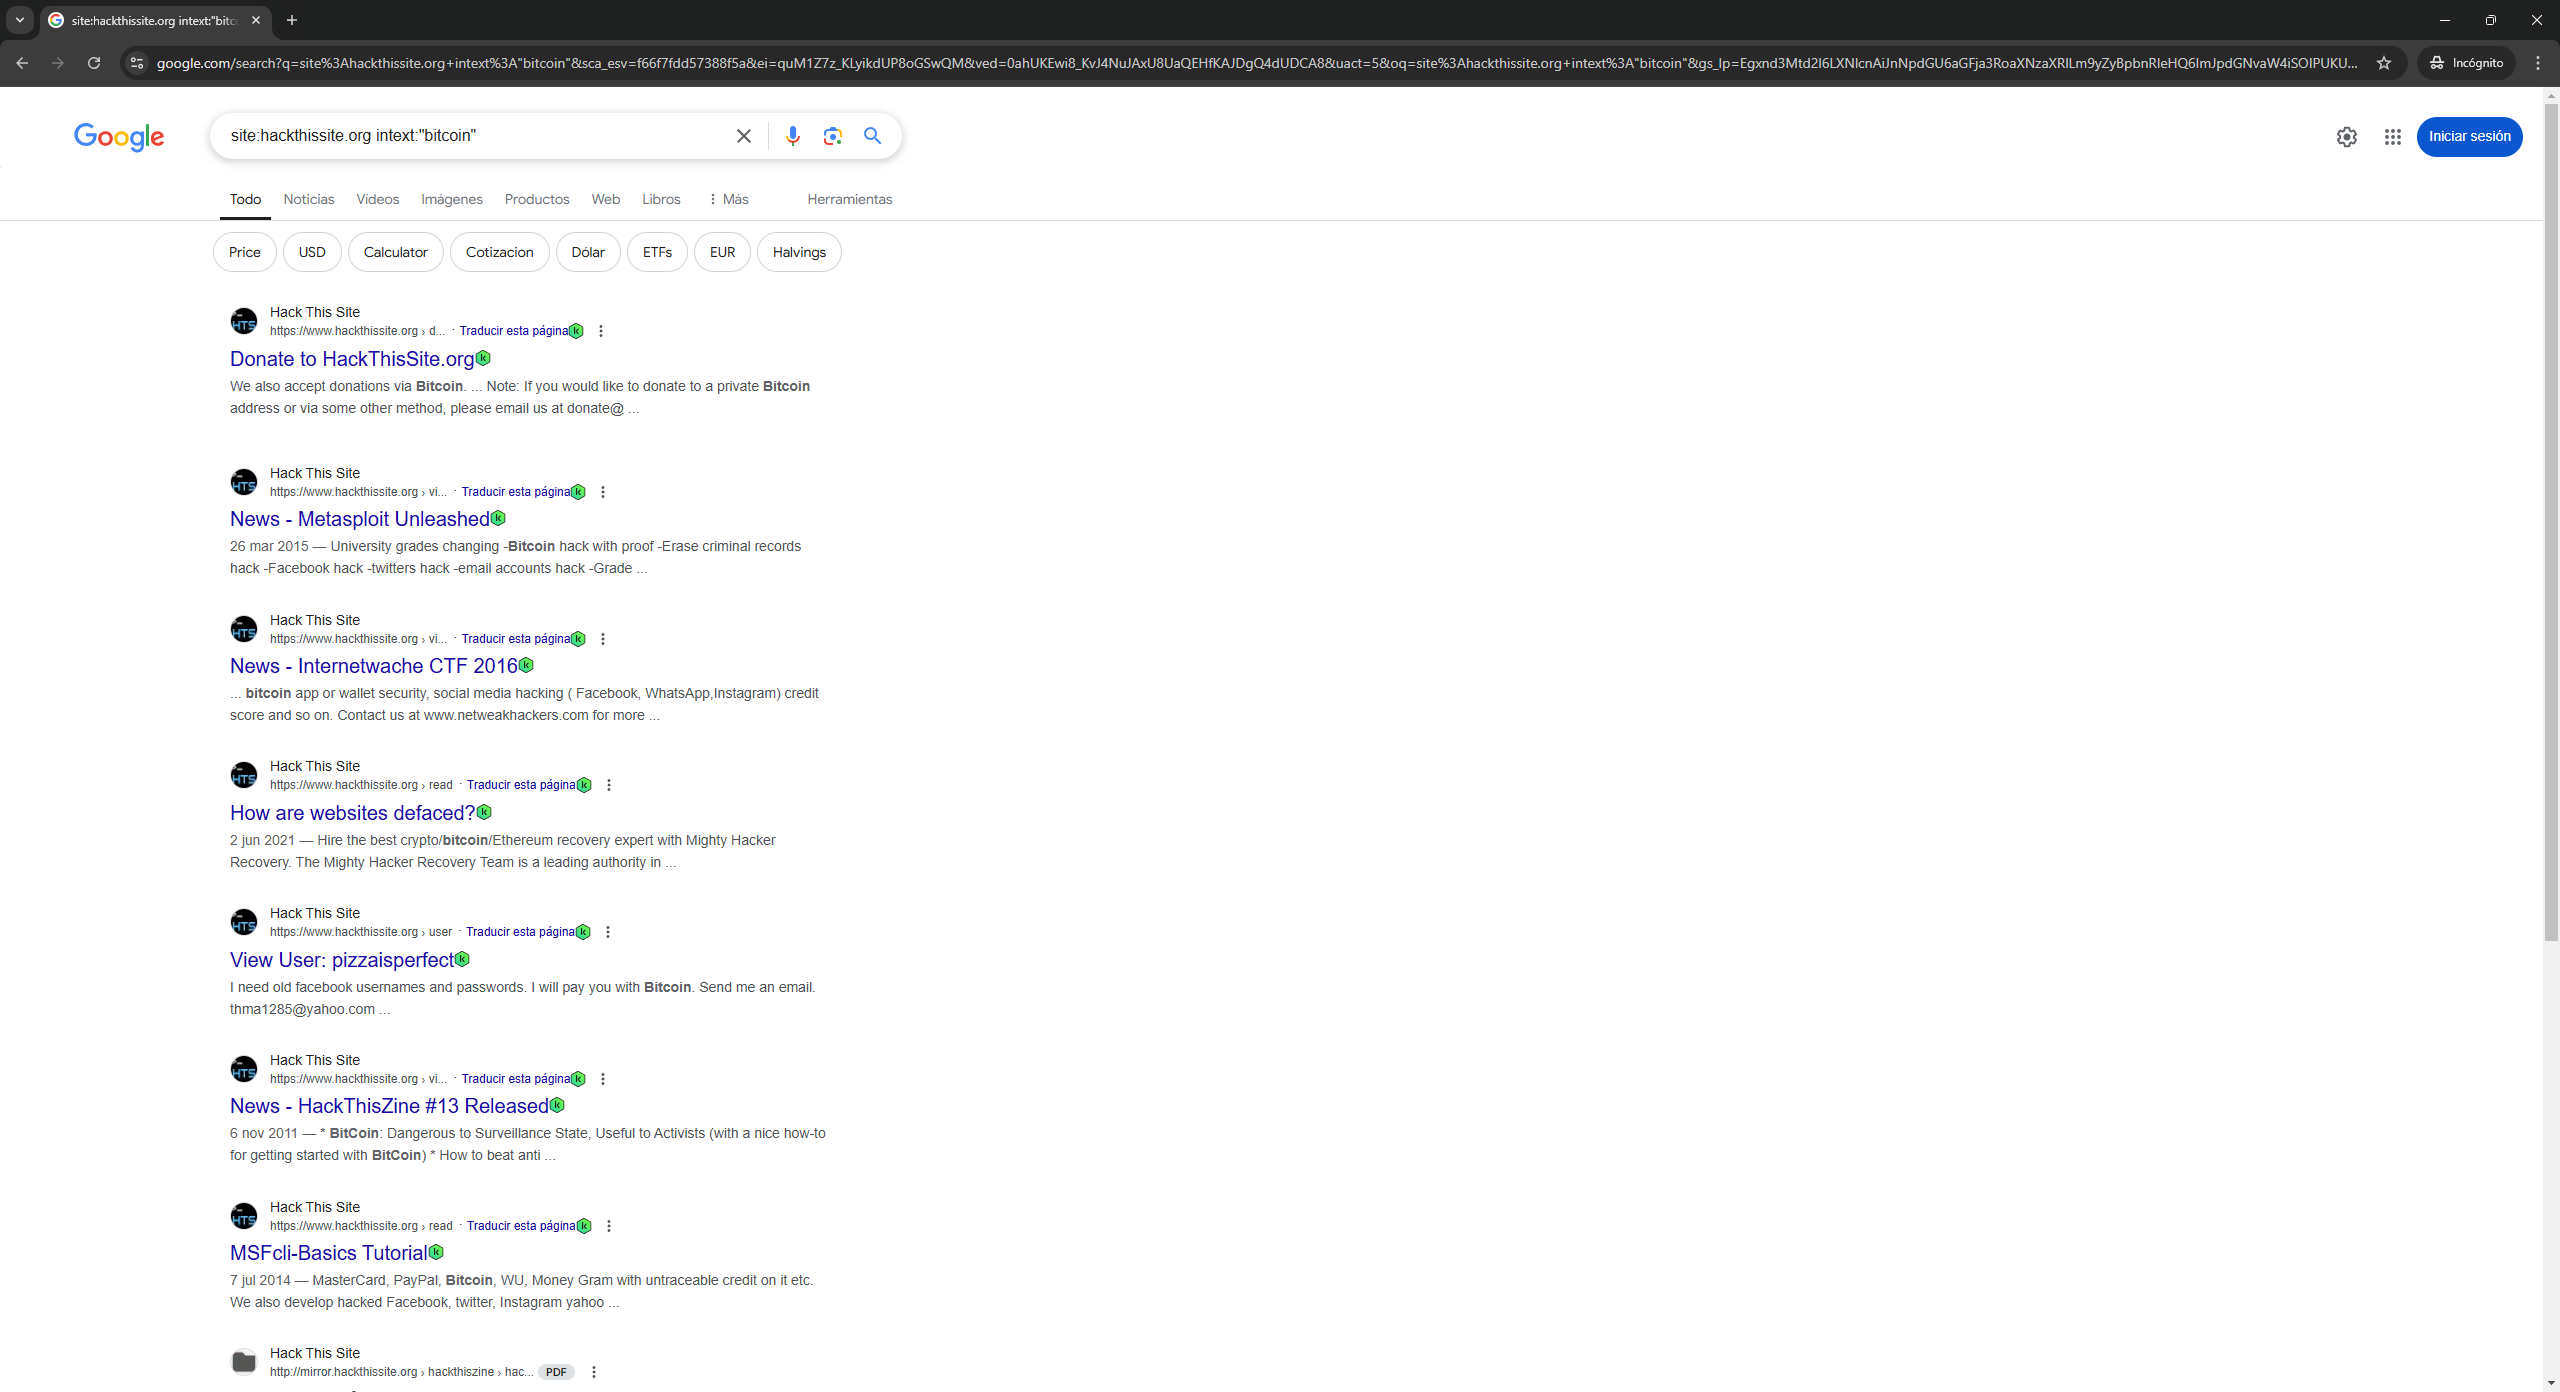 site:hackthissite.org intext:"bitc
google.com/search?q=site%3Ahackthissite.org+intext%3A"bitcoin"&sca_esv=f66f7fdd57388f5a&ei=quM1Z7z_KLyikdUP8oGSwQM&ved=0ahUKEwi8_KvJ4NuJAxU8UaQEHfKAJDgQ4dUDCA8&uact=5&oq=site%3Ahackthissite.org+intext%3A"bitcoin"&gs_lp=Egxnd3Mtd2l6LXNlcnAiJnNpdGU6aGFja3RoaXNzaXRlLm9yZyBpbnRleHQ6ImJpdGNvaW4iSOIPUKU...
Incógnito
Google
site:hackthissite.org intext:"bitcoin"
Iniciar sesión
Todo Noticias Vídeos Imágenes Productos Web Libros Más Herramientas
Price USD Calculator Cotizacion Dólar ETFs EUR Halvings
Hack This Site
https://www.hackthissite.org › d... · Traducir esta página
Donate to HackThisSite.org
We also accept donations via Bitcoin. ... Note: If you would like to donate to a private Bitcoin
address or via some other method, please email us at donate@ ...
Hack This Site
https://www.hackthissite.org › vi... · Traducir esta página
News - Metasploit Unleashed
26 mar 2015 — University grades changing -Bitcoin hack with proof -Erase criminal records
hack -Facebook hack -twitters hack -email accounts hack -Grade ...
Hack This Site
https://www.hackthissite.org › vi... · Traducir esta página
News - Internetwache CTF 2016
... bitcoin app or wallet security, social media hacking ( Facebook, WhatsApp,Instagram) credit
score and so on. Contact us at www.netweakhackers.com for more ...
Hack This Site
https://www.hackthissite.org › read · Traducir esta página
How are websites defaced?
2 jun 2021 — Hire the best crypto/bitcoin/Ethereum recovery expert with Mighty Hacker
Recovery. The Mighty Hacker Recovery Team is a leading authority in ...
Hack This Site
https://www.hackthissite.org › user · Traducir esta página
View User: pizzaisperfect
I need old facebook usernames and passwords. I will pay you with Bitcoin. Send me an email.
thma1285@yahoo.com ...
Hack This Site
https://www.hackthissite.org › vi... · Traducir esta página
News - HackThisZine #13 Released
6 nov 2011 — * BitCoin: Dangerous to Surveillance State, Useful to Activists (with a nice how-to
for getting started with BitCoin) * How to beat anti ...
Hack This Site
https://www.hackthissite.org › read · Traducir esta página
MSFcli-Basics Tutorial
7 jul 2014 — MasterCard, PayPal, Bitcoin, WU, Money Gram with untraceable credit on it etc.
We also develop hacked Facebook, twitter, Instagram yahoo ...
Hack This Site
http://mirror.hackthissite.org › hackthiszine › hac... PDF